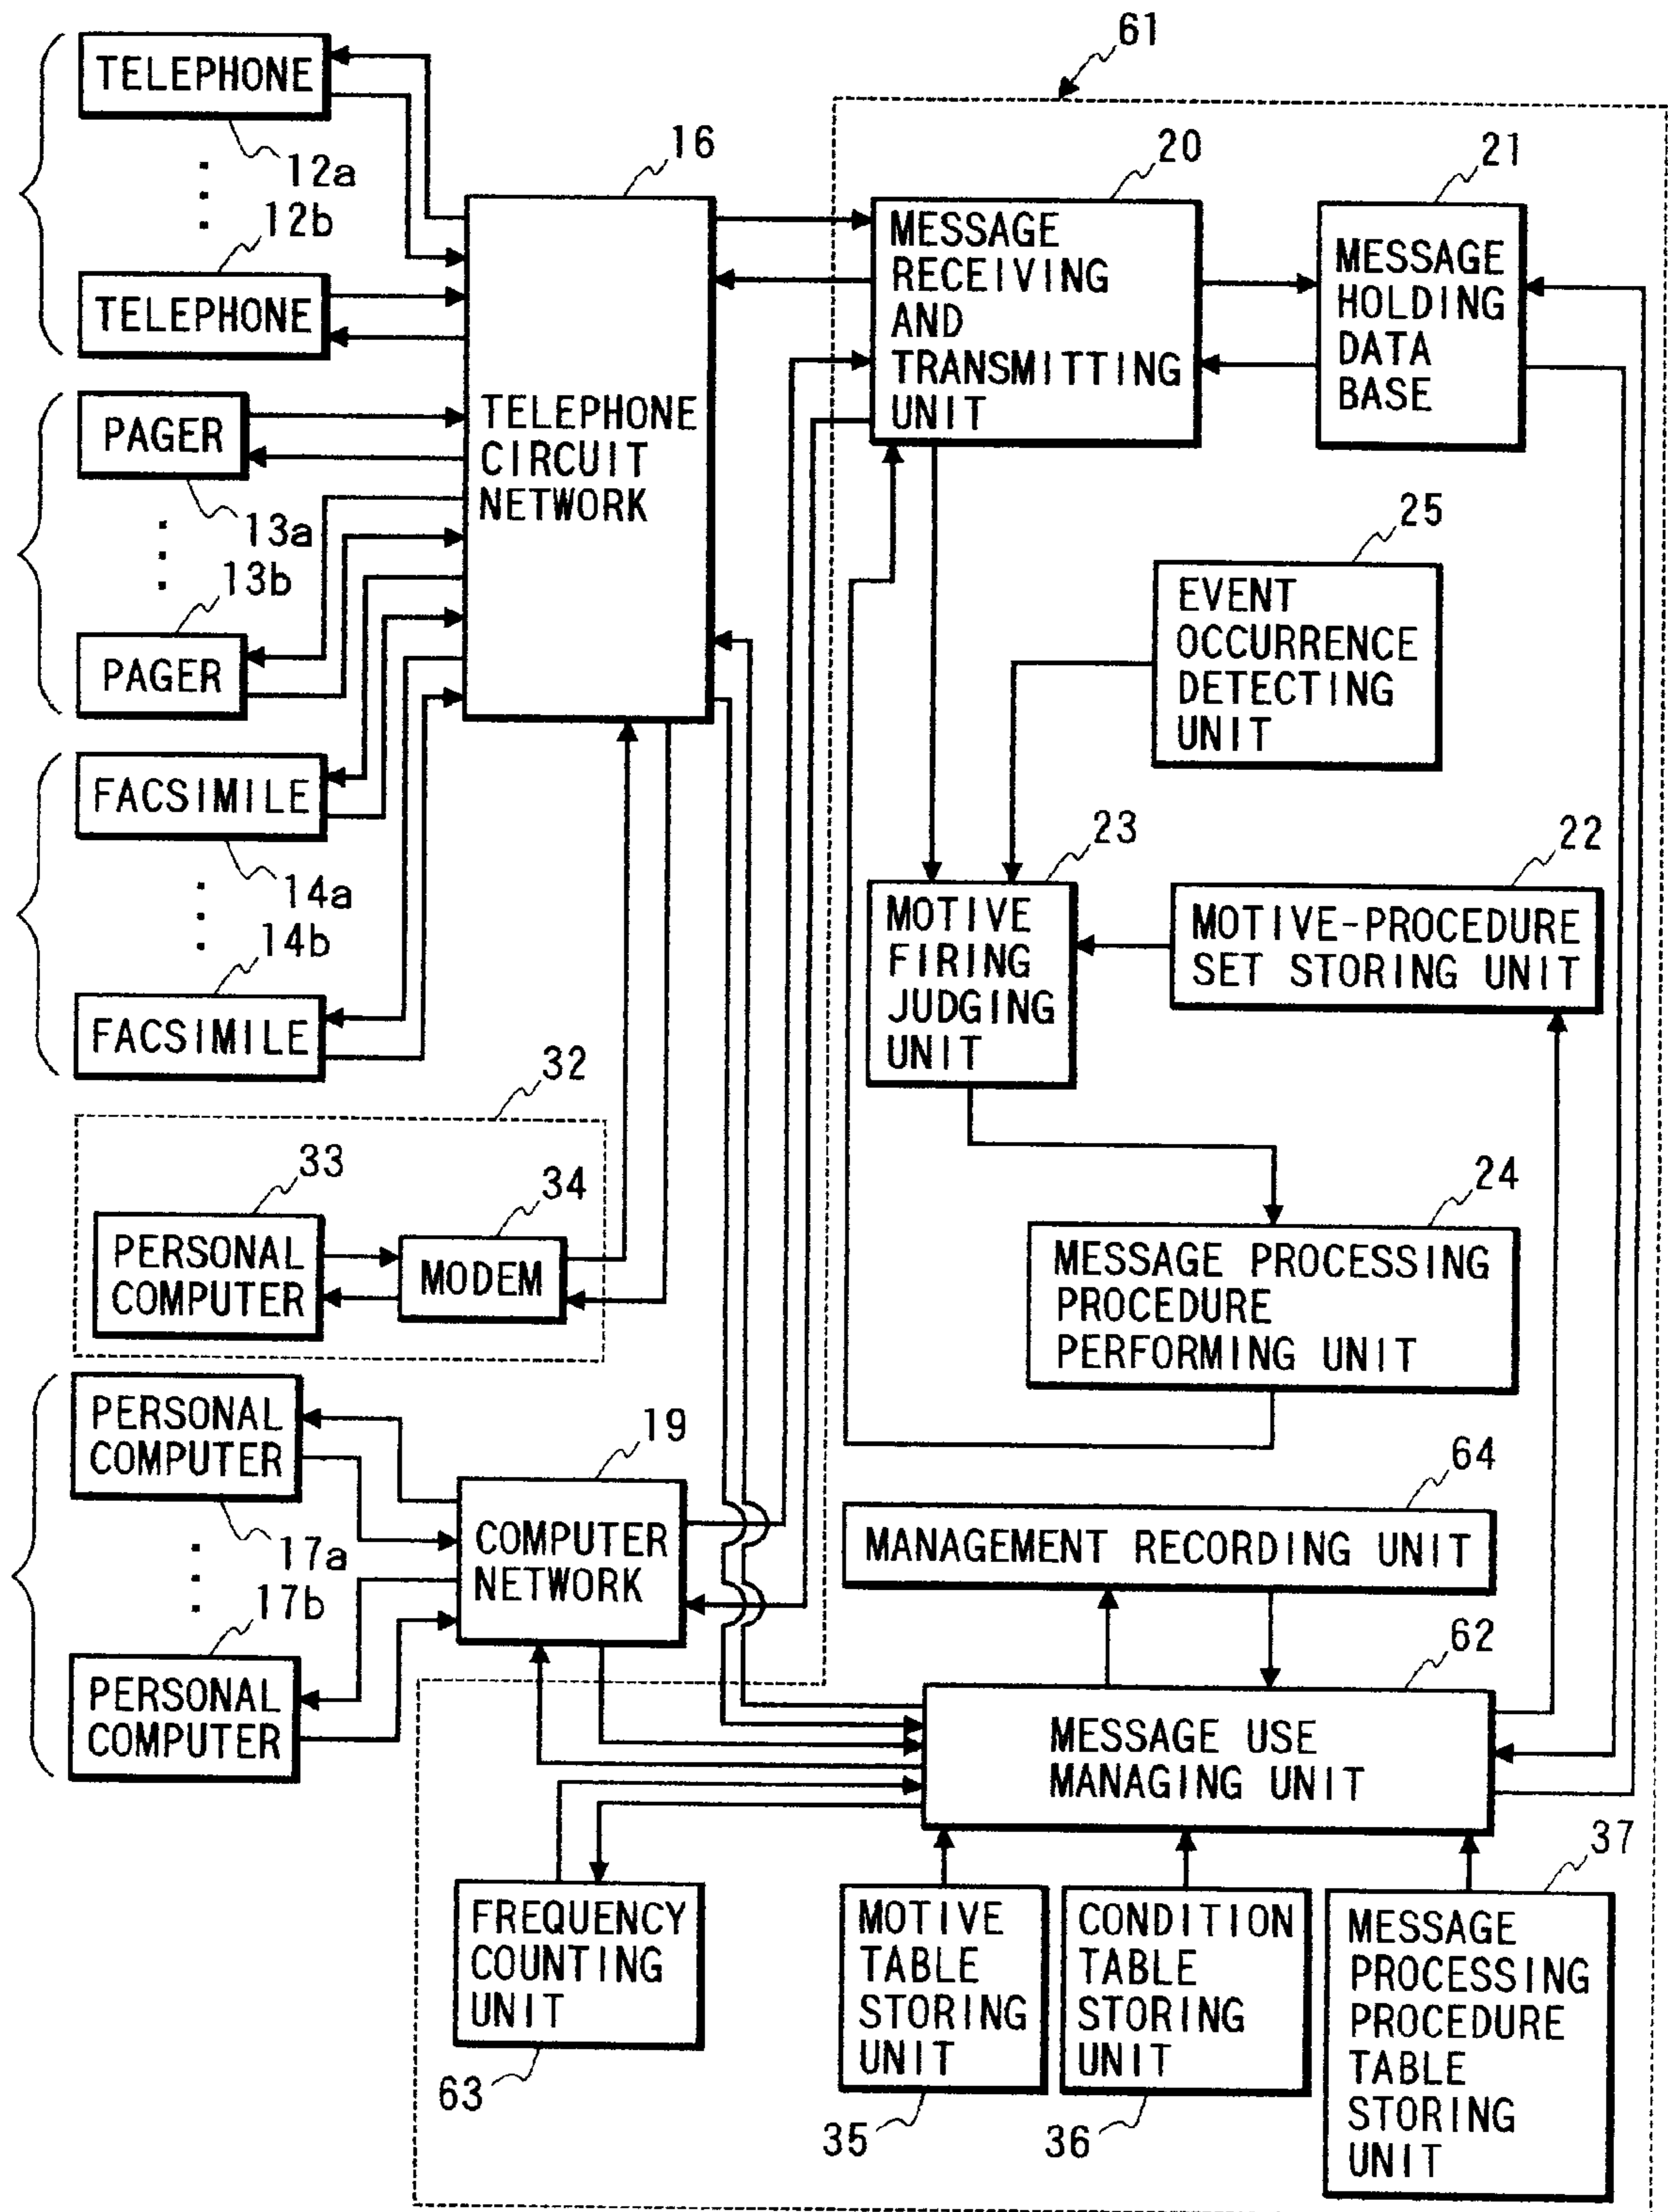 61
TELEPHONE
12a
12b
TELEPHONE
16
TELEPHONE
CIRCUIT
NETWORK
20
MESSAGE
RECEIVING
AND
TRANSMITTING
UNIT
21
MESSAGE
HOLDING
DATA
BASE
PAGER
13a
13b
PAGER
25
EVENT
OCCURRENCE
DETECTING
UNIT
FACSIMILE
14a
14b
FACSIMILE
23
MOTIVE
FIRING
JUDGING
UNIT
22
MOTIVE-PROCEDURE
SET STORING UNIT
32
33
PERSONAL
COMPUTER
34
MODEM
24
MESSAGE PROCESSING
PROCEDURE
PERFORMING UNIT
PERSONAL
COMPUTER
17a
17b
PERSONAL
COMPUTER
19
COMPUTER
NETWORK
64
MANAGEMENT RECORDING UNIT
62
MESSAGE USE
MANAGING UNIT
FREQUENCY
COUNTING
UNIT
63
MOTIVE
TABLE
STORING
UNIT
35
CONDITION
TABLE
STORING
UNIT
36
37
MESSAGE
PROCESSING
PROCEDURE
TABLE
STORING
UNIT